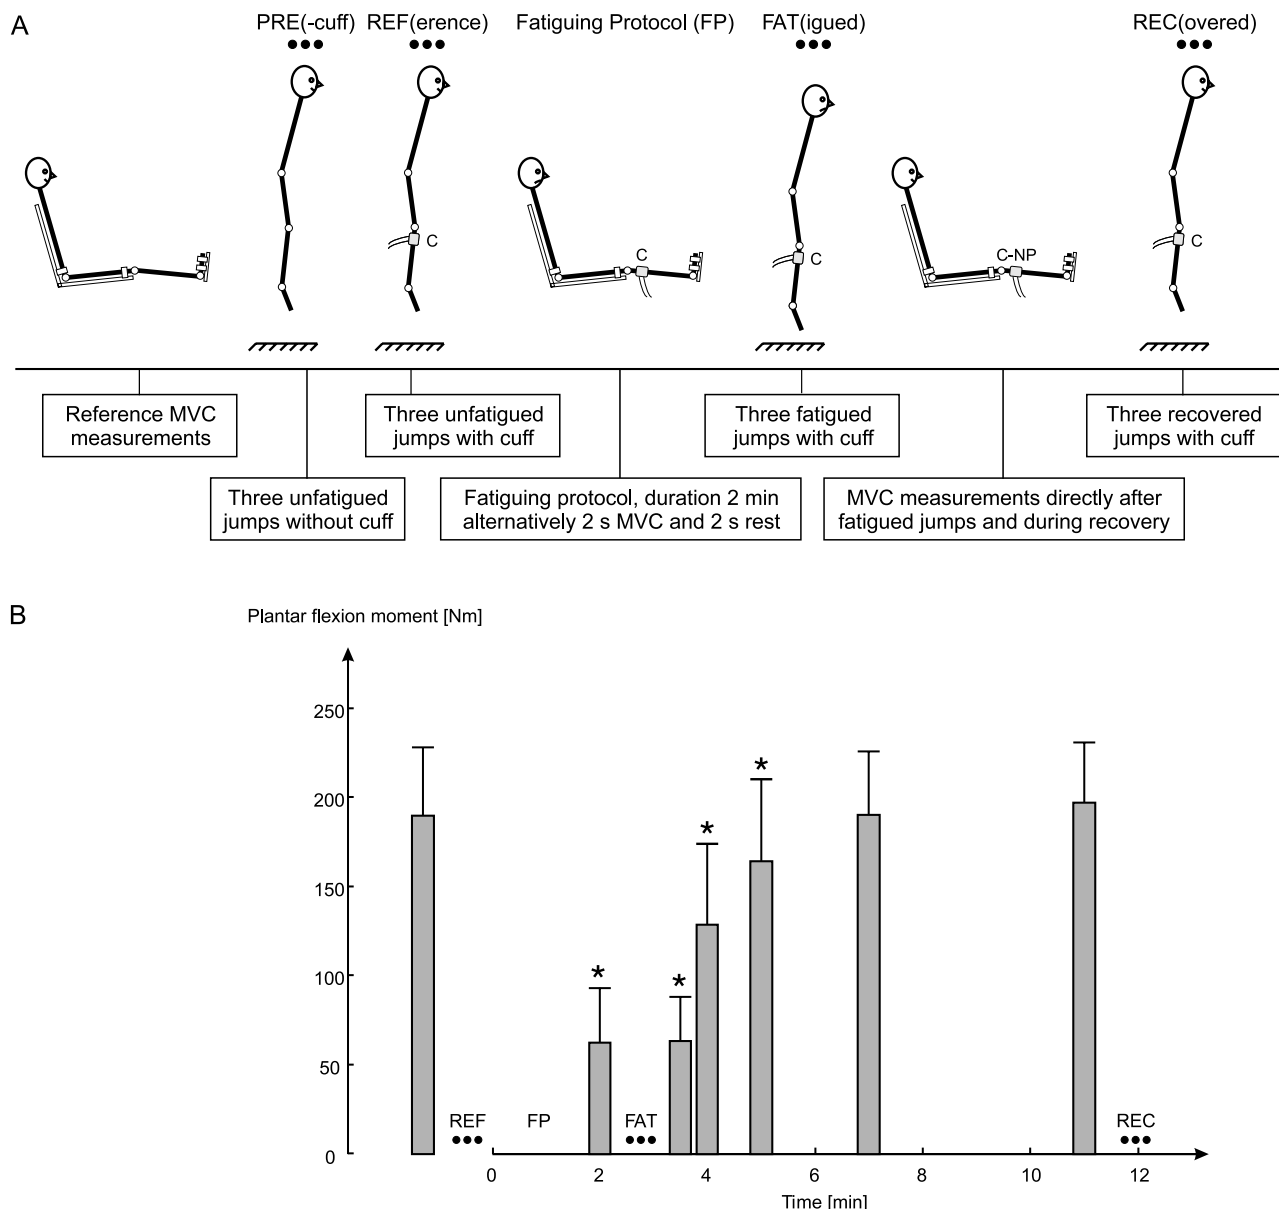 A
PRE(-cuff)
REF(erence)
Fatiguing Protocol (FP)
FAT(igued)
REC(overed)
C
C
C
C-NP
C
Reference MVC
measurements
Three unfatigued
jumps with cuff
Three fatigued
jumps with cuff
Three recovered
jumps with cuff
Three unfatigued
jumps without cuff
Fatiguing protocol, duration 2 min
alternatively 2 s MVC and 2 s rest
MVC measurements directly after
fatigued jumps and during recovery
B
Plantar flexion moment [Nm]
250
200
150
100
50
0
*
*
*
*
REF
FP
FAT
REC
0
2
4
6
8
10
12
Time [min]